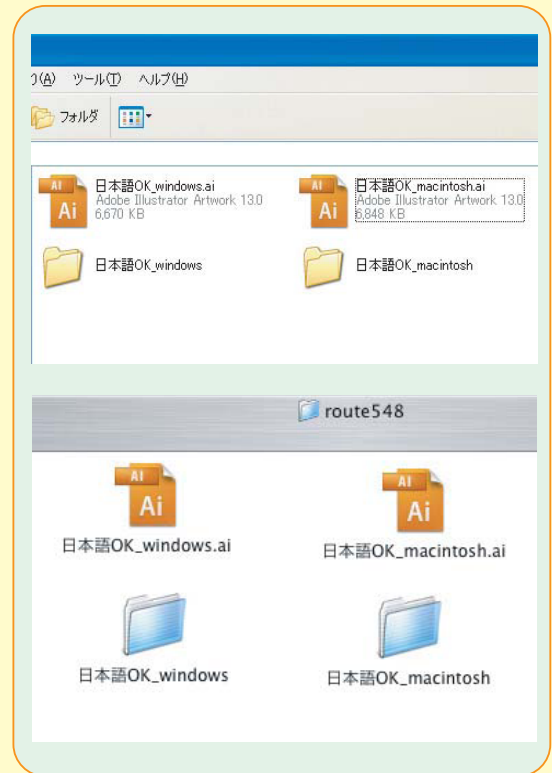 り(A) ツール(T) ヘルプ(H)
フォルダ
AI
Ai
日本語OK_windows.ai
Adobe Illustrator Artwork 13.0
6,670 KB
AI
Ai
日本語OK_macintosh.ai
Adobe Illustrator Artwork 13.0
6,848 KB
日本語OK_windows
日本語OK_macintosh
route548
AI
Ai
AI
Ai
日本語OK_windows.ai
日本語OK_macintosh.ai
日本語OK_windows
日本語OK_macintosh